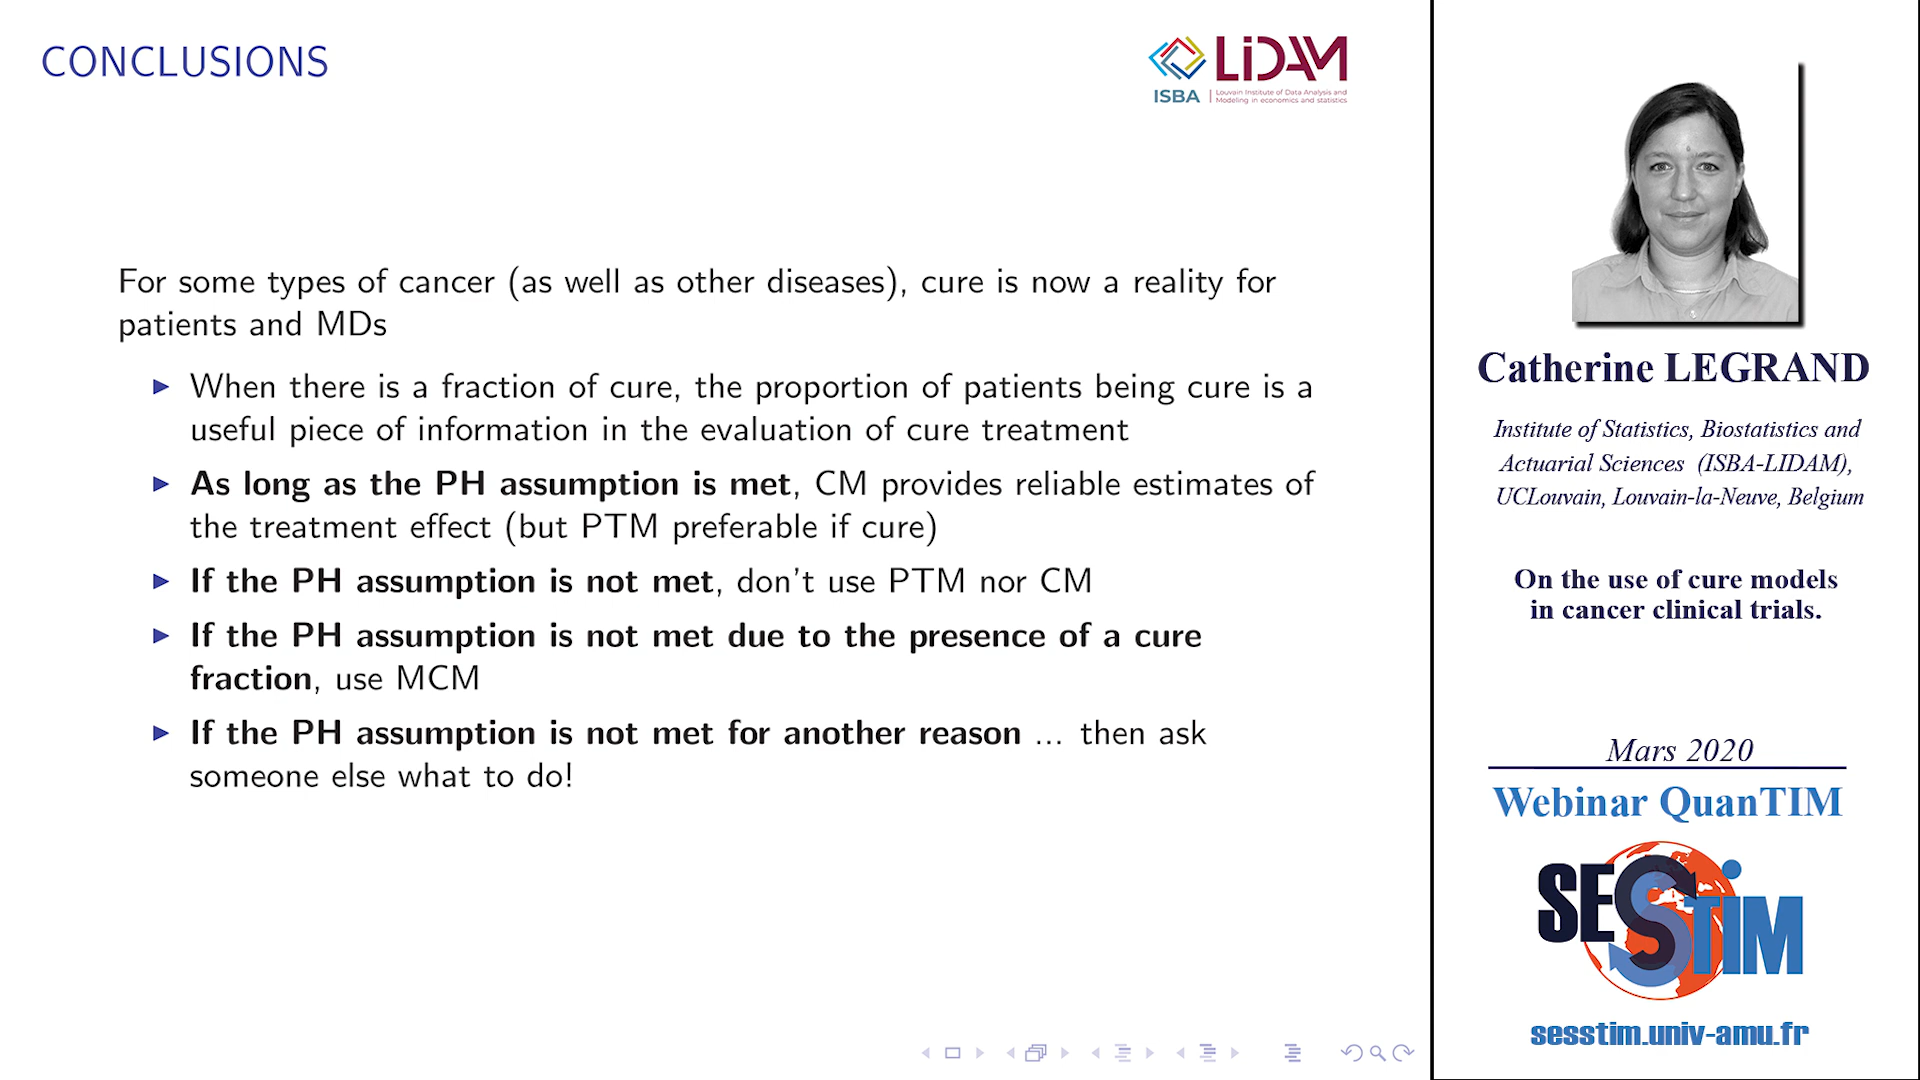 CONCLUSIONS
LiDAM
ISBA
Louvain Institute of Data Analysis and
Modeling in economics and statistics
For some types of cancer (as well as other diseases), cure is now a reality for
patients and MDs
When there is a fraction of cure, the proportion of patients being cure is a
useful piece of information in the evaluation of cure treatment
As long as the PH assumption is met, CM provides reliable estimates of
the treatment effect (but PTM preferable if cure)
If the PH assumption is not met, don't use PTM nor CM
If the PH assumption is not met due to the presence of a cure
fraction, use MCM
If the PH assumption is not met for another reason ... then ask
someone else what to do!
Catherine LEGRAND
Institute of Statistics, Biostatistics and
Actuarial Sciences (ISBA-LIDAM),
UCLouvain, Louvain-la-Neuve, Belgium
On the use of cure models
in cancer clinical trials.
Mars 2020
Webinar QuanTIM
SESSTIM
sesstim.univ-amu.fr